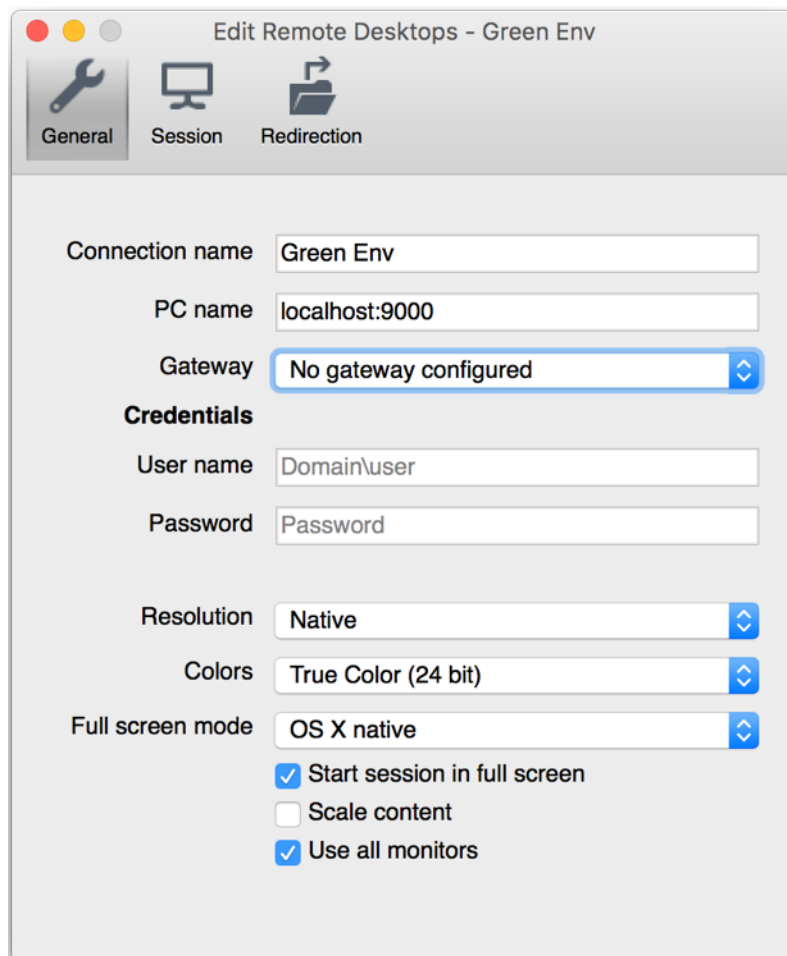 Edit Remote Desktops - Green Env
General Session Redirection
Connection name Green Env
PC name localhost:9000
Gateway No gateway configured
Credentials
User name Domain\user
Password Password
Resolution Native
Colors True Color (24 bit)
Full screen mode OS X native
Start session in full screen
Scale content
Use all monitors